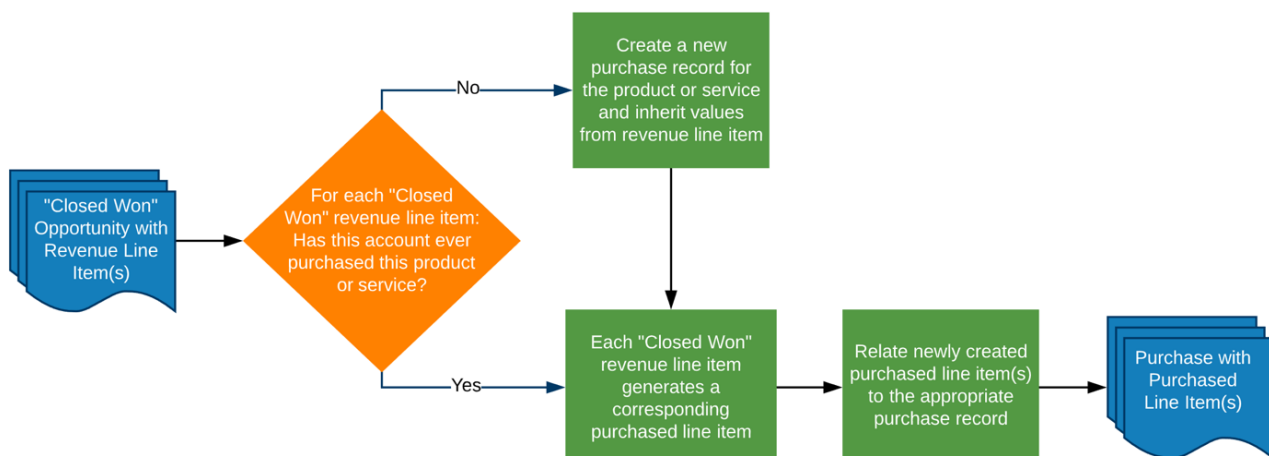 "Closed Won"
Opportunity with
Revenue Line
Item(s)
For each "Closed
Won" revenue line item:
Has this account ever
purchased this product
or service?
No
Create a new
purchase record for
the product or service
and inherit values
from revenue line item
Yes
Each "Closed Won"
revenue line item
generates a
corresponding
purchased line item
Relate newly created
purchased line item(s)
to the appropriate
purchase record
Purchase with
Purchased
Line Item(s)